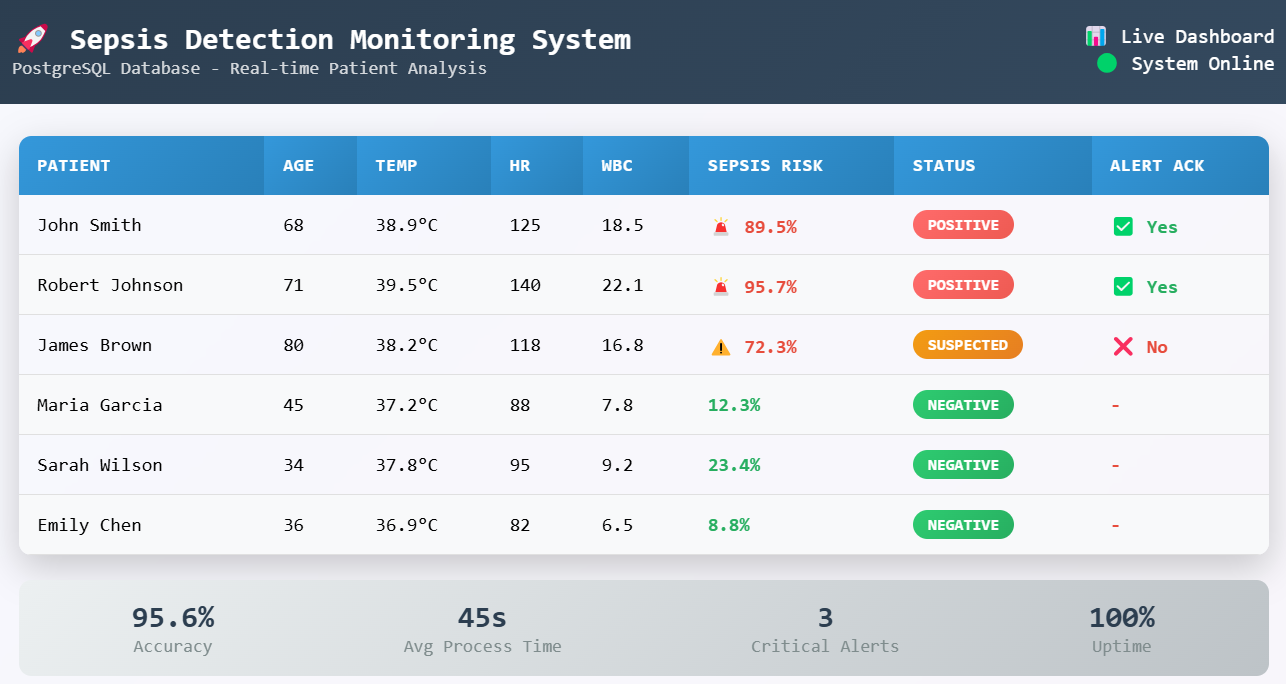 Sepsis Detection Monitoring System
PostgreSQL Database - Real-time Patient Analysis
Live Dashboard
System Online
PATIENT AGE TEMP HR WBC SEPSIS RISK STATUS ALERT ACK
John Smith 68 38.9°C 125 18.5 89.5% POSITIVE Yes
Robert Johnson 71 39.5°C 140 22.1 95.7% POSITIVE Yes
James Brown 80 38.2°C 118 16.8 72.3% SUSPECTED No
Maria Garcia 45 37.2°C 88 7.8 12.3% NEGATIVE -
Sarah Wilson 34 37.8°C 95 9.2 23.4% NEGATIVE -
Emily Chen 36 36.9°C 82 6.5 8.8% NEGATIVE -
95.6% 45s 3 100%
Accuracy Avg Process Time Critical Alerts Uptime